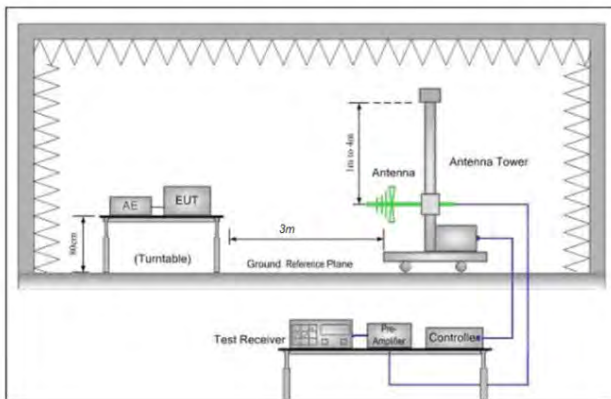 1m to 4m
Antenna
Antenna Tower
AE
EUT
80cm
(Turntable)
3m
Ground Reference Plane
Test Receiver
Pre-
Amplifier
Controller